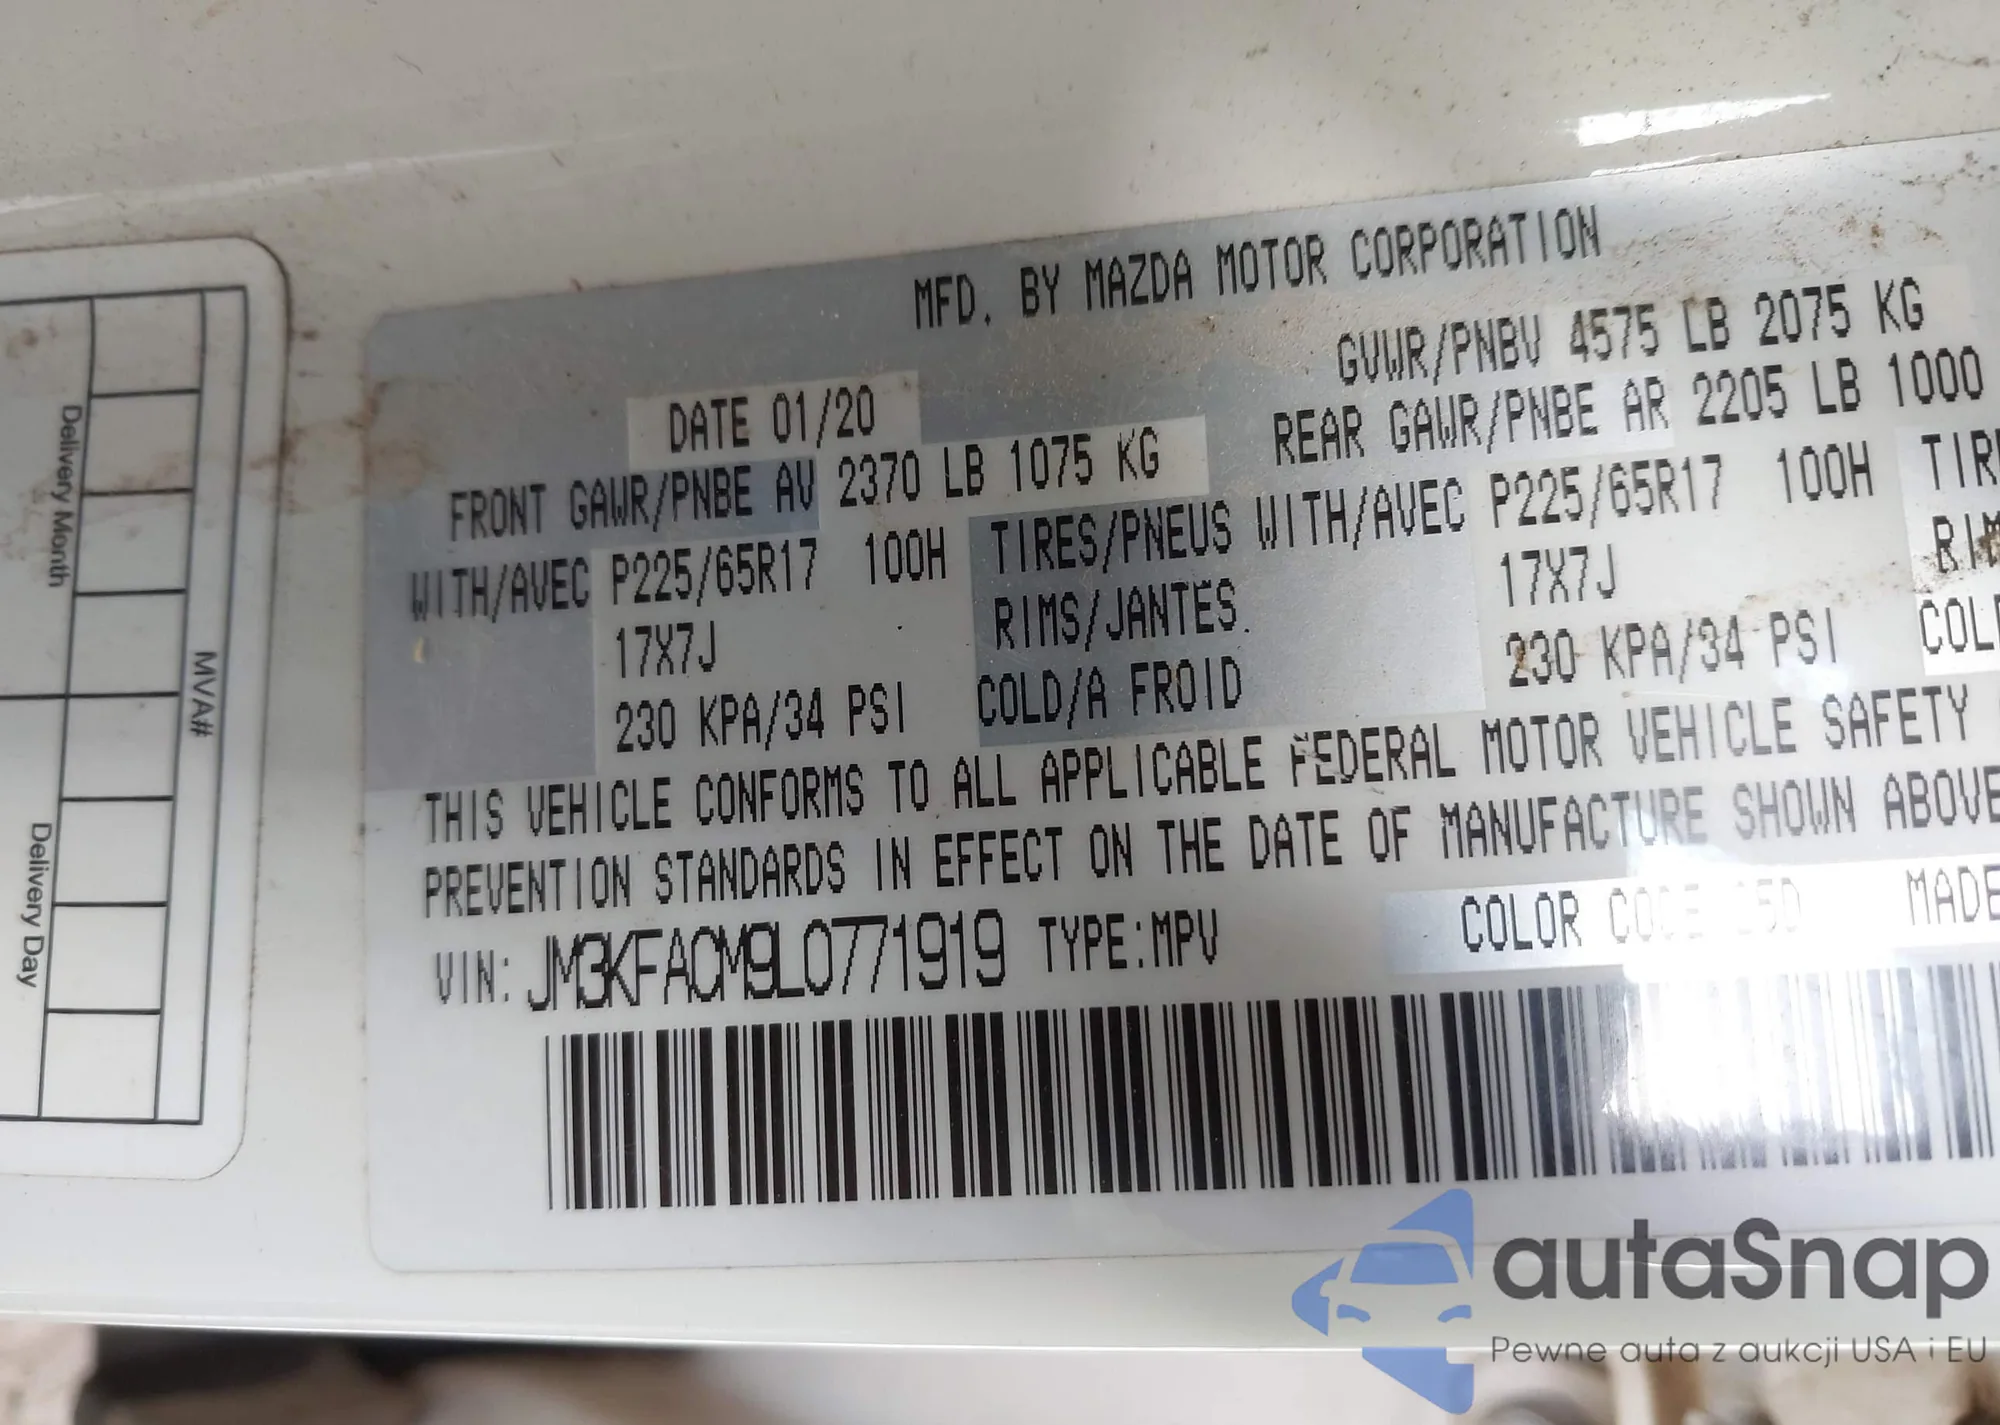 MFD. BY MAZDA MOTOR CORPORATION
GVWR/PNBV 4575 LB 2075 KG
DATE 01/20
FRONT GAWR/PNBE AV 2370 LB 1075 KG REAR GAWR/PNBE AR 2205 LB 1000
WITH/AVEC P225/65R17 100H TIRES/PNEUS WITH/AVEC P225/65R17 100H
17X7J RIMS/JANTES 17X7J
230 KPA/34 PSI COLD/A FROID 230 KPA/34 PSI
THIS VEHICLE CONFORMS TO ALL APPLICABLE FEDERAL MOTOR VEHICLE SAFETY
PREVENTION STANDARDS IN EFFECT ON THE DATE OF MANUFACTURE SHOWN ABOVE
VIN: JM3KFACM9L0771919 TYPE:MPV COLOR CODE MADE
Delivery Month
Delivery Day
MVA#
autaSnap
Pewne auta z aukcji USA i EU